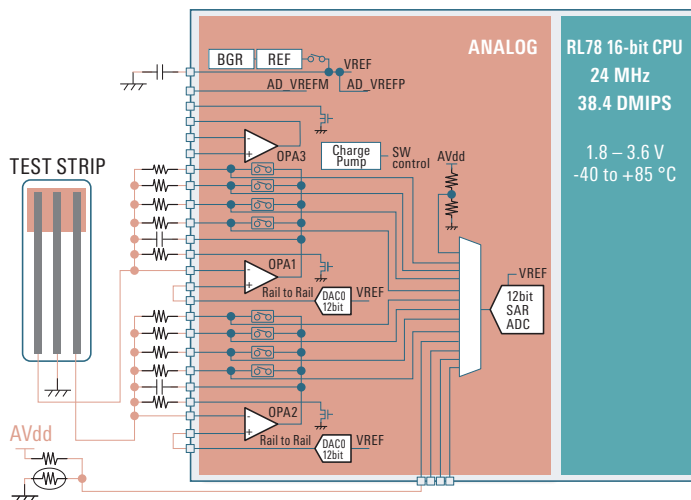 ANALOG
RL78 16-bit CPU
24 MHz
38.4 DMIPS
1.8 – 3.6 V
-40 to +85 °C
BGR
REF
VREF
AD_VREFM
AD_VREFP
-
+
OPA3
Charge
Pump
SW
control
AVdd
TEST STRIP
-
+
OPA1
Rail to Rail
DAC0
12bit
VREF
VREF
12bit
SAR
ADC
-
+
OPA2
Rail to Rail
DAC0
12bit
VREF
AVdd